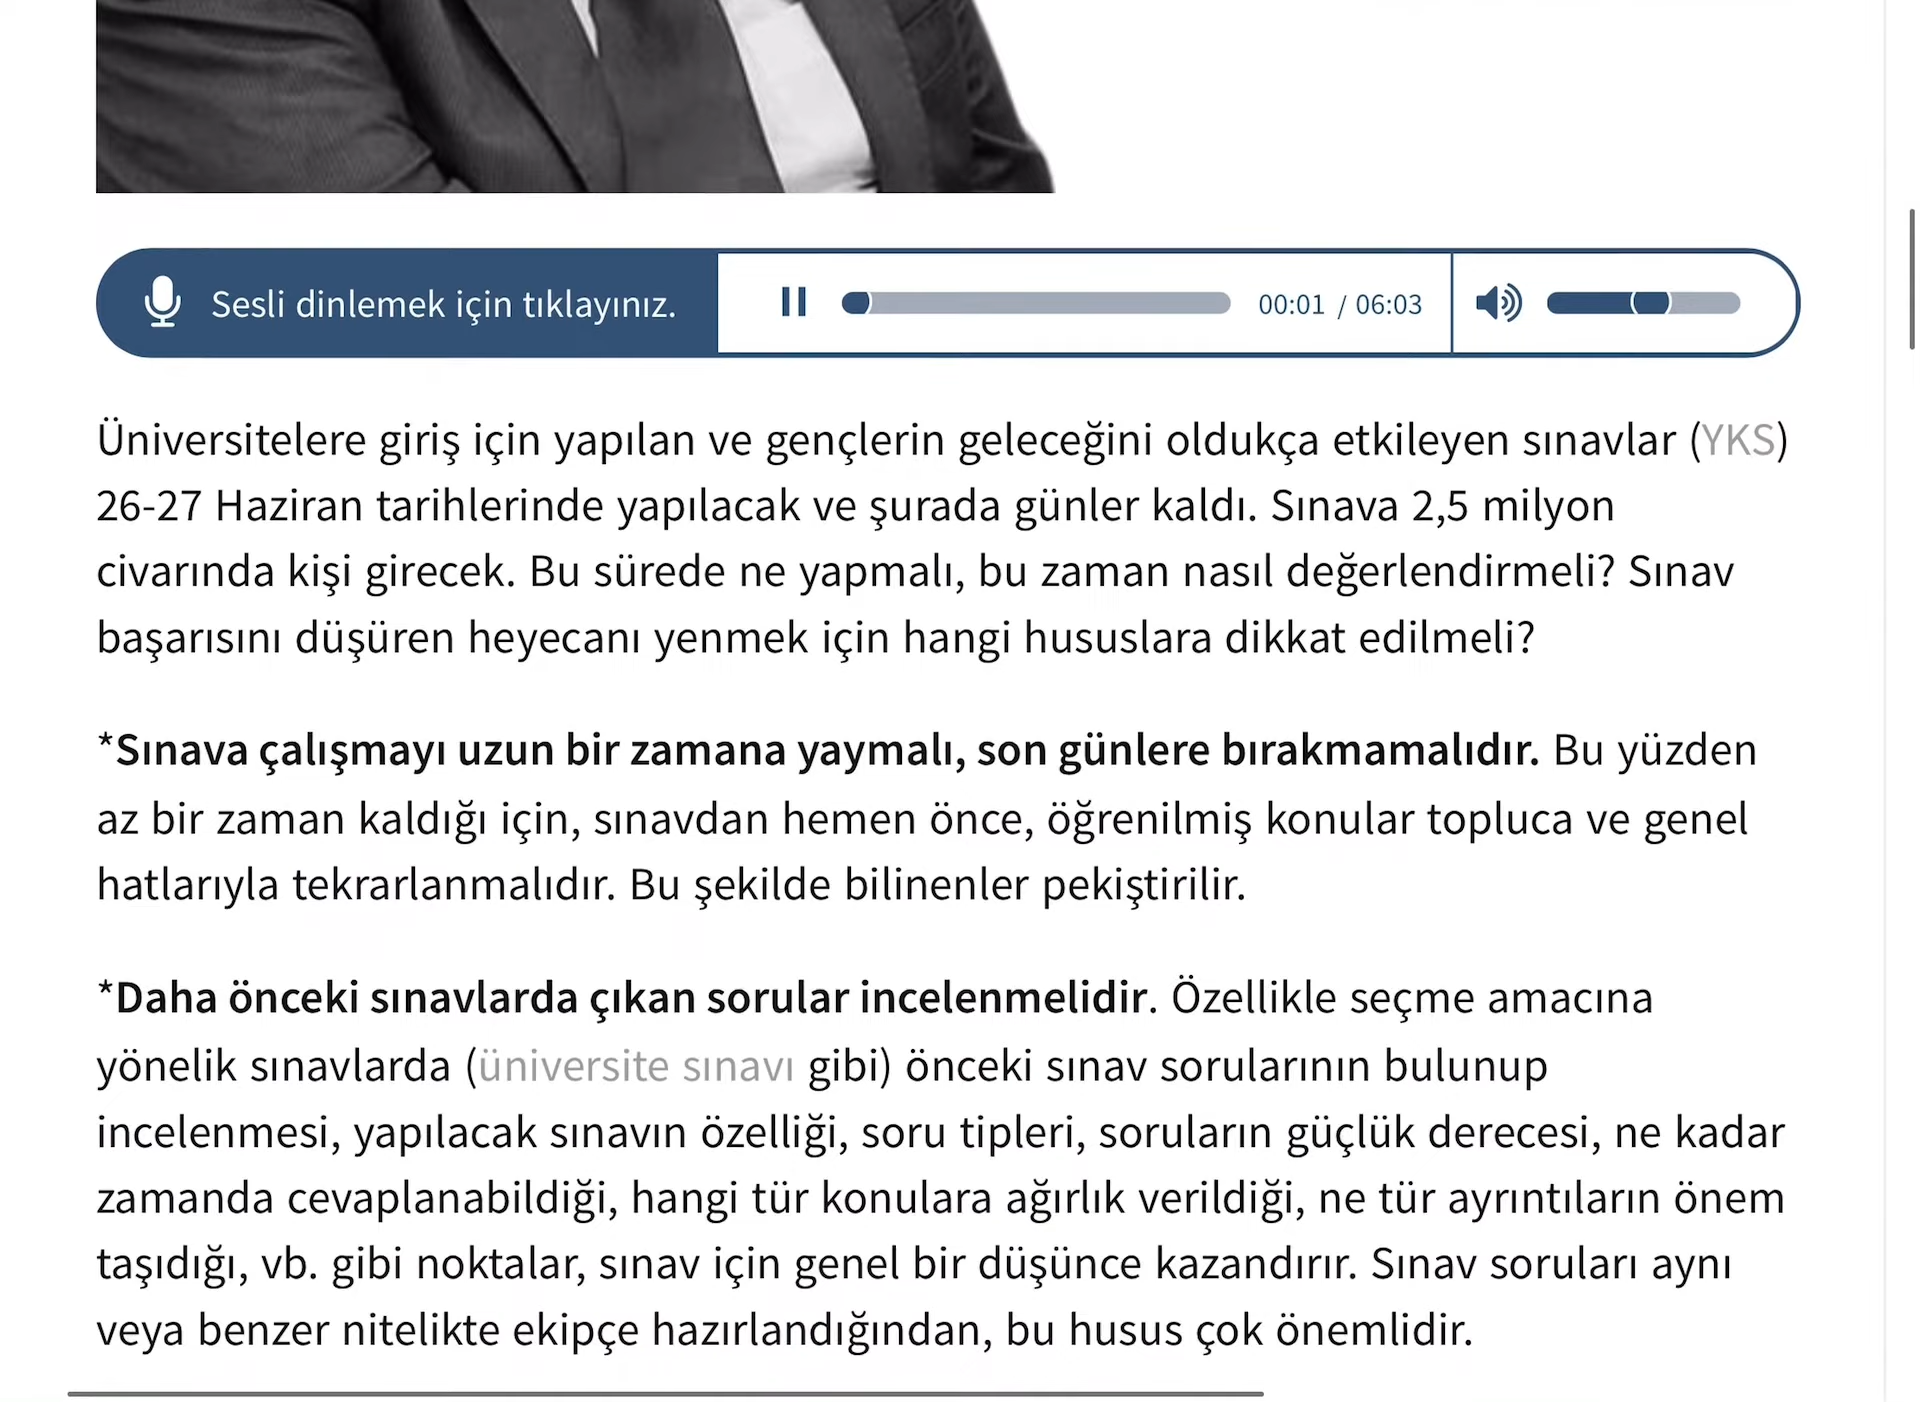 Sesli dinlemek için tıklayınız.
00:01 / 06:03
Üniversitelere giriş için yapılan ve gençlerin geleceğini oldukça etkileyen sınavlar (YKS)
26-27 Haziran tarihlerinde yapılacak ve şurada günler kaldı. Sınava 2,5 milyon
civarında kişi girecek. Bu sürede ne yapmalı, bu zaman nasıl değerlendirmeli? Sınav
başarısını düşüren heyecanı yenmek için hangi hususlara dikkat edilmeli?
*Sınava çalışmayı uzun bir zamana yaymalı, son günlere bırakmamalıdır. Bu yüzden
az bir zaman kaldığı için, sınavdan hemen önce, öğrenilmiş konular topluca ve genel
hatlarıyla tekrarlanmalıdır. Bu şekilde bilinenler pekiştirilir.
*Daha önceki sınavlarda çıkan sorular incelenmelidir. Özellikle seçme amacına
yönelik sınavlarda (üniversite sınavı gibi) önceki sınav sorularının bulunup
incelenmesi, yapılacak sınavın özelliği, soru tipleri, soruların güçlük derecesi, ne kadar
zamanda cevaplanabildiği, hangi tür konulara ağırlık verildiği, ne tür ayrıntıların önem
taşıdığı, vb. gibi noktalar, sınav için genel bir düşünce kazandırır. Sınav soruları aynı
veya benzer nitelikte ekipçe hazırlandığından, bu husus çok önemlidir.